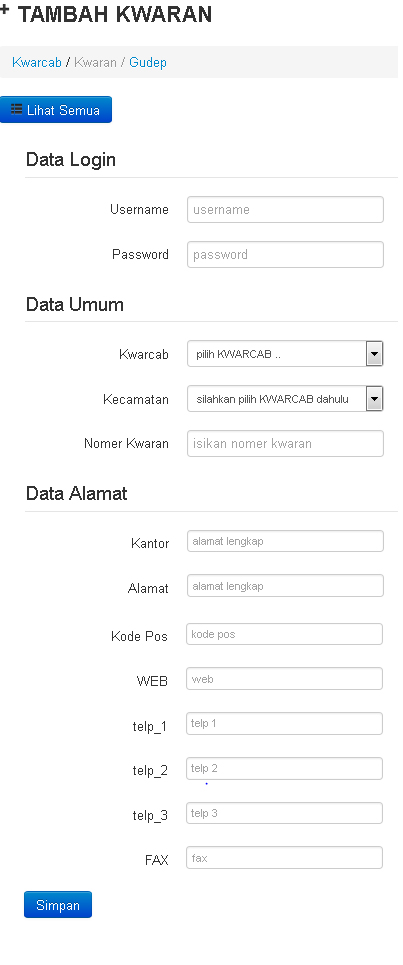 + TAMBAH KWARAN
Kwarcab / Kwaran / Gudep
Lihat Semua
Data Login
Username username
Password password
Data Umum
Kwarcab pilih KWARCAB ..
Kecamatan silahkan pilih KWARCAB dahulu
Nomer Kwaran isikan nomer kwaran
Data Alamat
Kantor alamat lengkap
Alamat alamat lengkap
Kode Pos kode pos
WEB web
telp_1 telp 1
telp_2 telp 2
telp_3 telp 3
FAX fax
Simpan